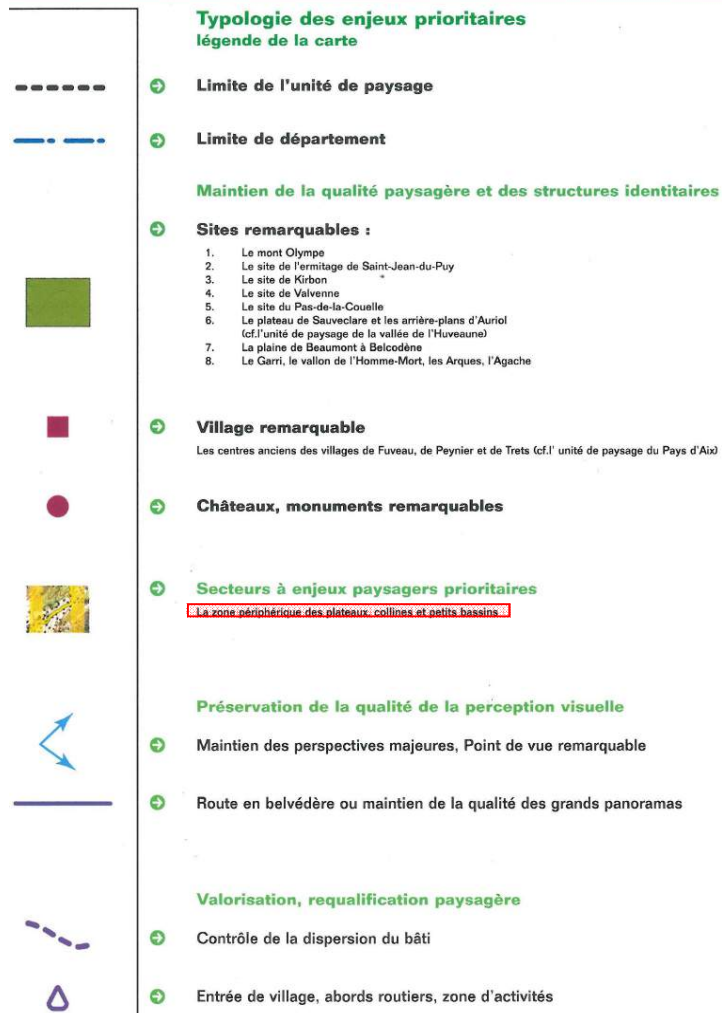 Typologie des enjeux prioritaires
légende de la carte
Limite de l'unité de paysage
Limite de département
Maintien de la qualité paysagère et des structures identitaires
Sites remarquables :
1. Le mont Olympe
2. Le site de l'ermitage de Saint-Jean-du-Puy
3. Le site de Kirbon
4. Le site de Valvenne
5. Le site du Pas-de-la-Couelle
6. Le plateau de Sauveclare et les arrière-plans d'Auriol
(cf.l'unité de paysage de la vallée de l'Huveaune)
7. La plaine de Beaumont à Belcodène
8. Le Garri, le vallon de l'Homme-Mort, les Arques, l'Agache
Village remarquable
Les centres anciens des villages de Fuveau, de Peynier et de Trets (cf.l' unité de paysage du Pays d'Aix)
Châteaux, monuments remarquables
Secteurs à enjeux paysagers prioritaires
La zone périphérique des plateaux, collines et petits bassins
Préservation de la qualité de la perception visuelle
Maintien des perspectives majeures, Point de vue remarquable
Route en belvédère ou maintien de la qualité des grands panoramas
Valorisation, requalification paysagère
Contrôle de la dispersion du bâti
Entrée de village, abords routiers, zone d'activités